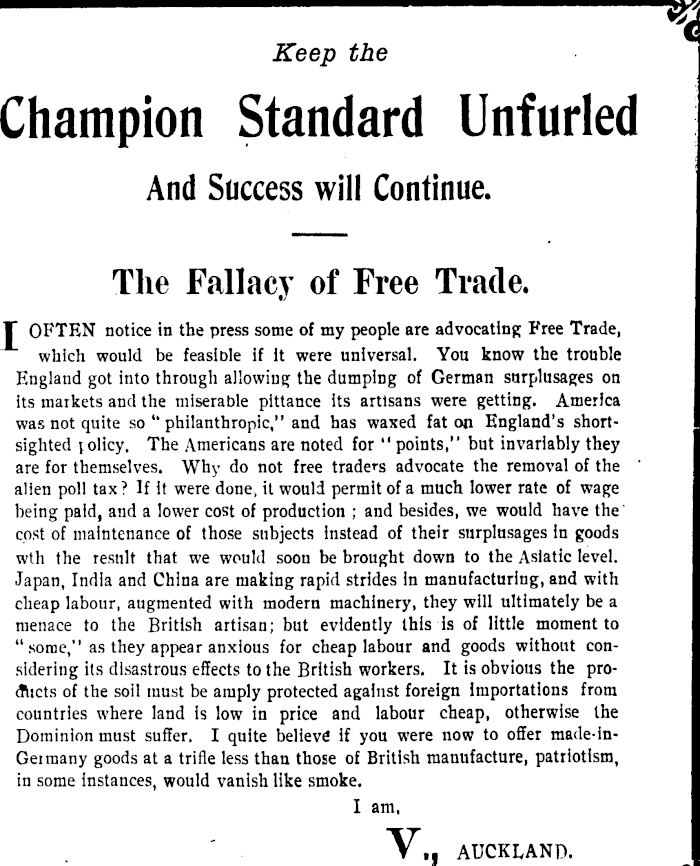 Keep the
Champion Standard Unfurled
And Success will Continue.
The Fallacy of Free Trade.
I OFTEN notice in the press some of my people are advocating Free Trade,
which would be feasible if it were universal. You know the trouble
England got into through allowing the dumping of German surplusages on
its markets and the miserable pittance its artisans were getting. America
was not quite so "philanthropic," and has waxed fat on England's short-
sighted policy. The Americans are noted for "points," but invariably they
are for themselves. Why do not free traders advocate the removal of the
alien poll tax? If it were done, it would permit of a much lower rate of wage
being paid, and a lower cost of production; and besides, we would have the
cost of maintenance of those subjects instead of their surplusages in goods
wth the result that we would soon be brought down to the Asiatic level.
Japan, India and China are making rapid strides in manufacturing, and with
cheap labour, augmented with modern machinery, they will ultimately be a
menace to the British artisan; but evidently this is of little moment to
"some," as they appear anxious for cheap labour and goods without con-
sidering its disastrous effects to the British workers. It is obvious the pro-
ducts of the soil must be amply protected against foreign importations from
countries where land is low in price and labour cheap, otherwise the
Dominion must suffer. I quite believe if you were now to offer made-in-
Germany goods at a trifle less than those of British manufacture, patriotism,
in some instances, would vanish like smoke.
I am,
V., AUCKLAND.